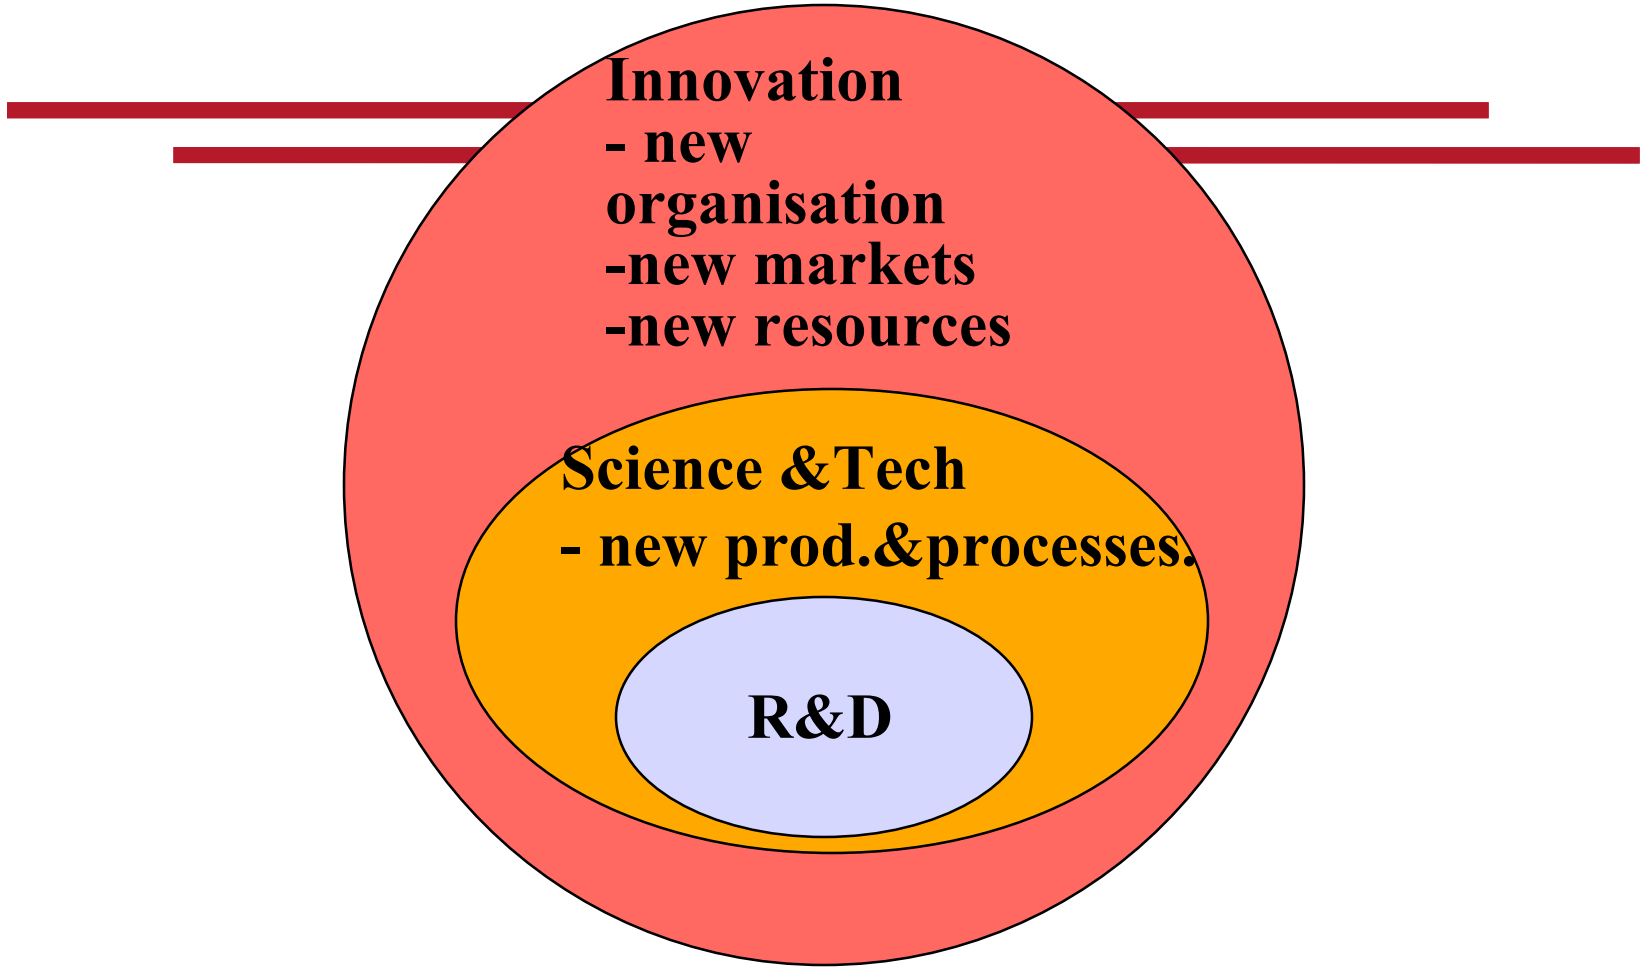 Innovation
- new
organisation
-new markets
-new resources
Science &Tech
- new prod.&processes.
R&D